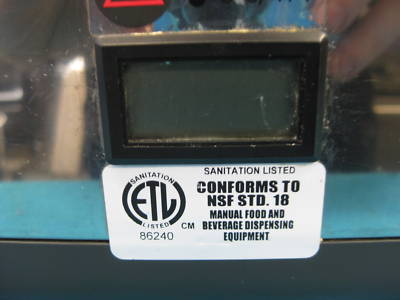 SANITATION LISTED
SANITATION
ETL
LISTED
CM
86240
CONFORMS TO
NSF STD. 18
MANUAL FOOD AND
BEVERAGE DISPENSING
EQUIPMENT